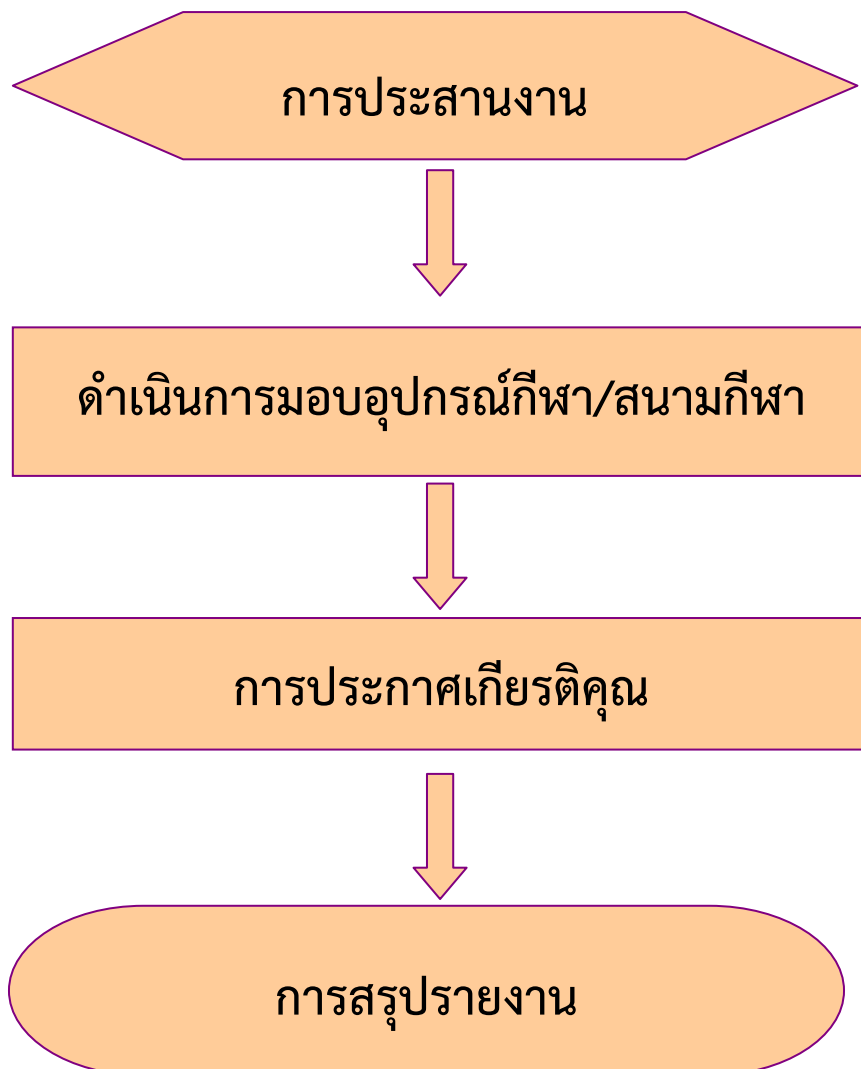 การประสานงาน
ดำเนินการมอบอุปกรณ์กีฬา/สนามกีฬา
การประกาศเกียรติคุณ
การสรุปรายงาน